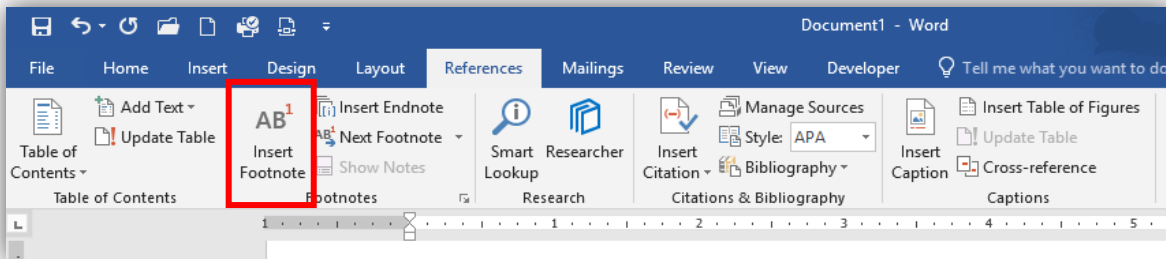 Document1 - Word
File Home Insert Design Layout References Mailings Review View Developer Tell me what you want to do
Add Text Insert Endnote Manage Sources Insert Table of Figures
AB1
Update Table AB1 Next Footnote Style: APA Update Table
Table of Contents Insert Footnote Show Notes Smart Lookup Researcher Insert Citation Bibliography Insert Caption Cross-reference
Table of Contents Footnotes Research Citations & Bibliography Captions
1 1 2 3 4 5